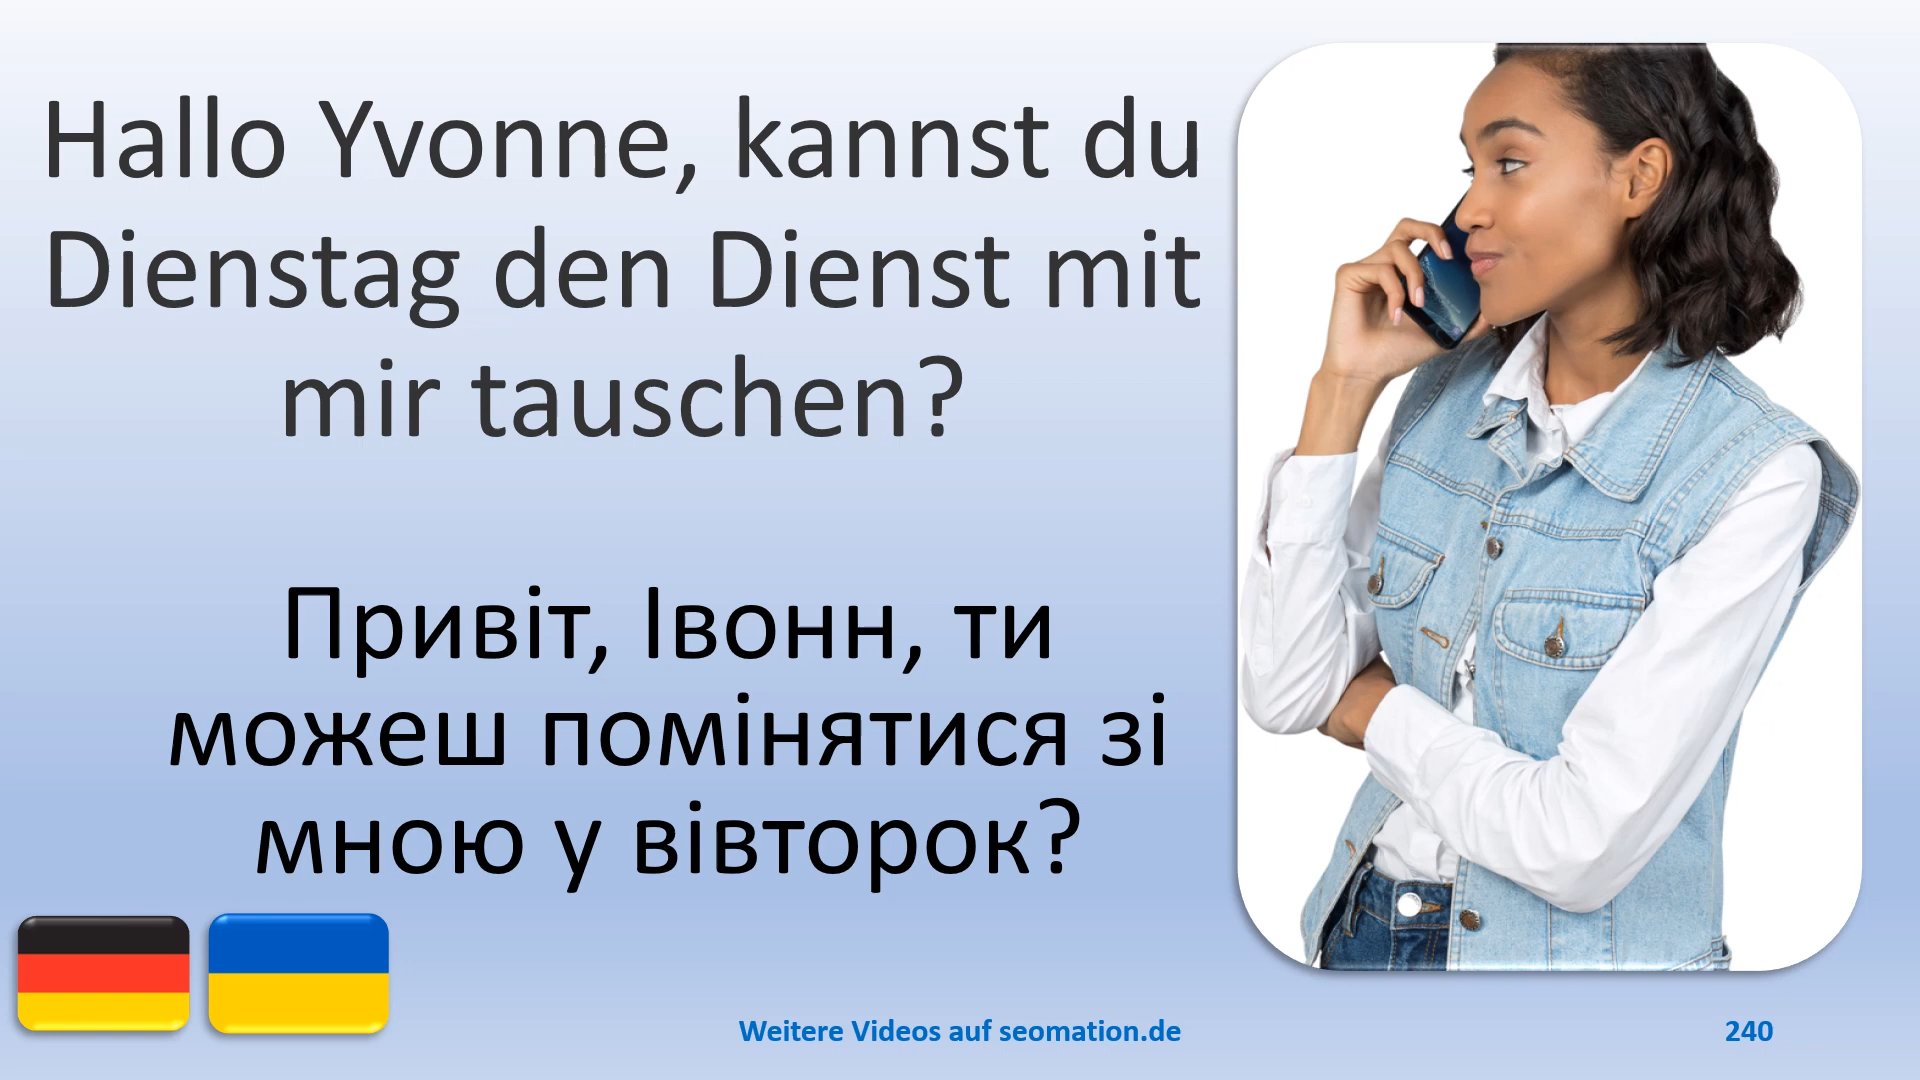 Hallo Yvonne, kannst du
Dienstag den Dienst mit
mir tauschen?
Привіт, Івонн, ти
можеш помінятися зі
мною у вівторок?
Weitere Videos auf seomation.de
240